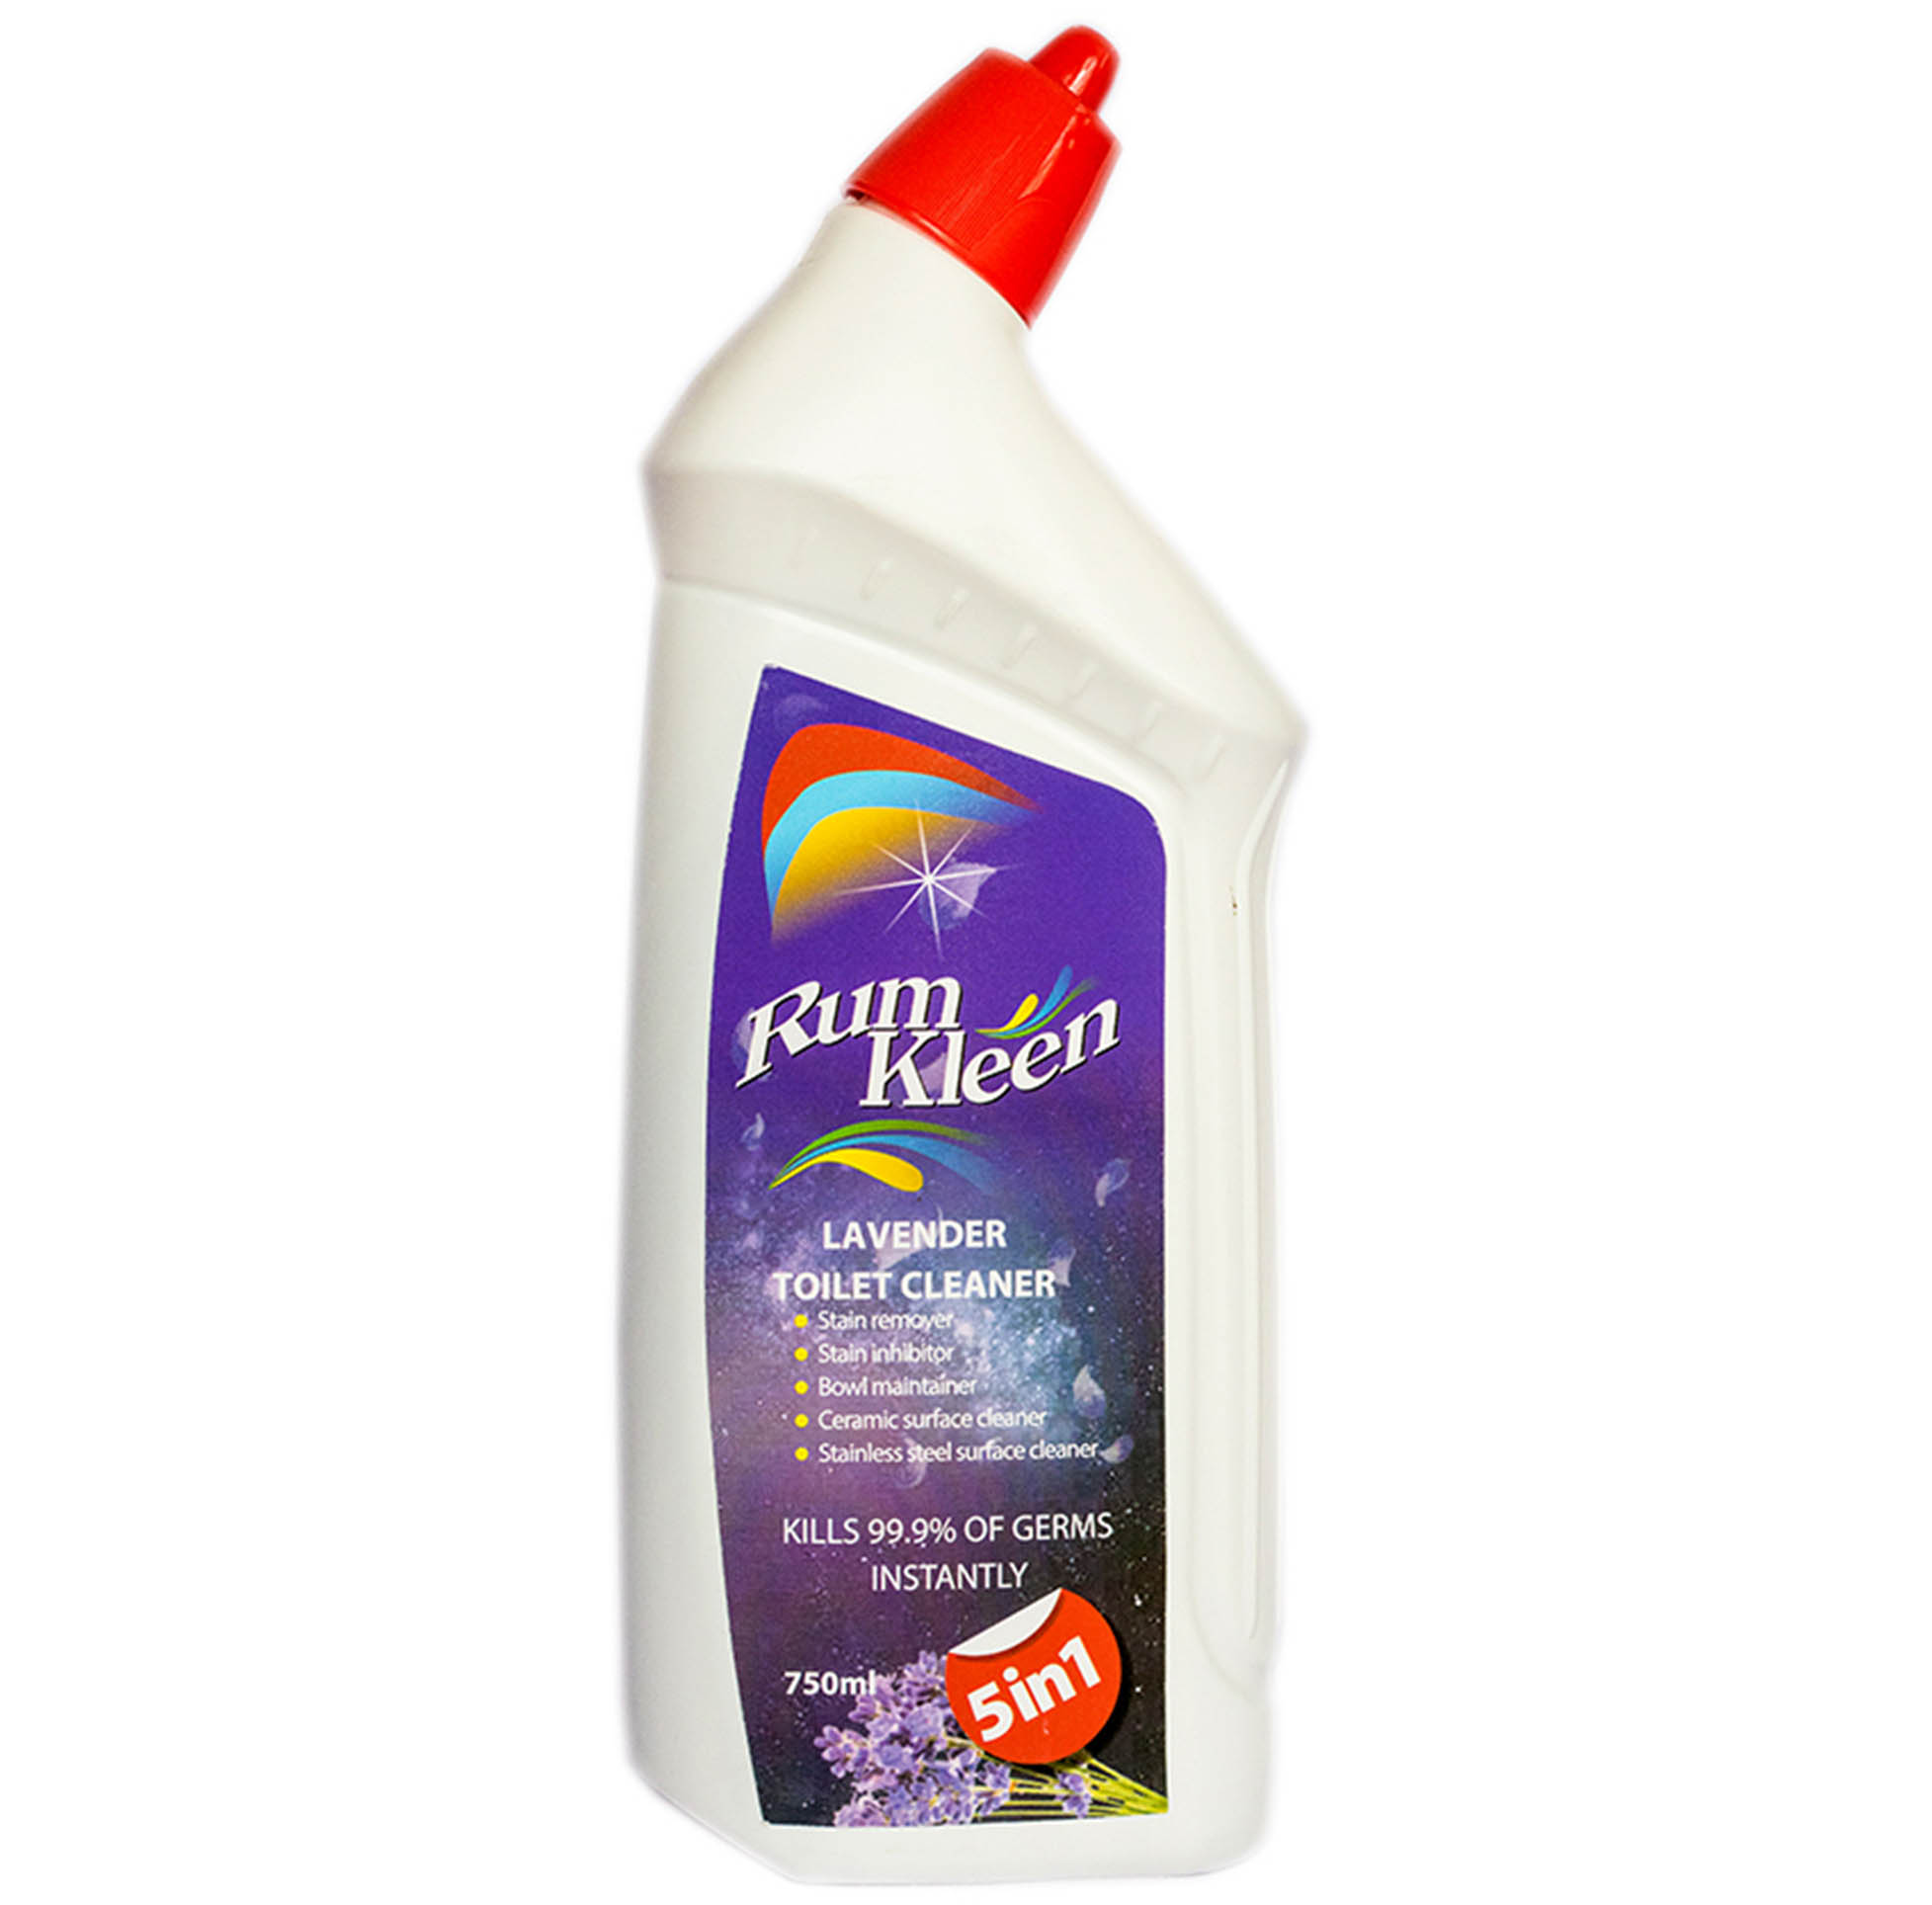 Rum
Kleen
LAVENDER
TOILET CLEANER
Stain remover
Stain inhibitor
Bowl maintainer
Ceramic surface cleaner
Stainless steel surface cleaner
KILLS 99.9% OF GERMS
INSTANTLY
750ml
5in1